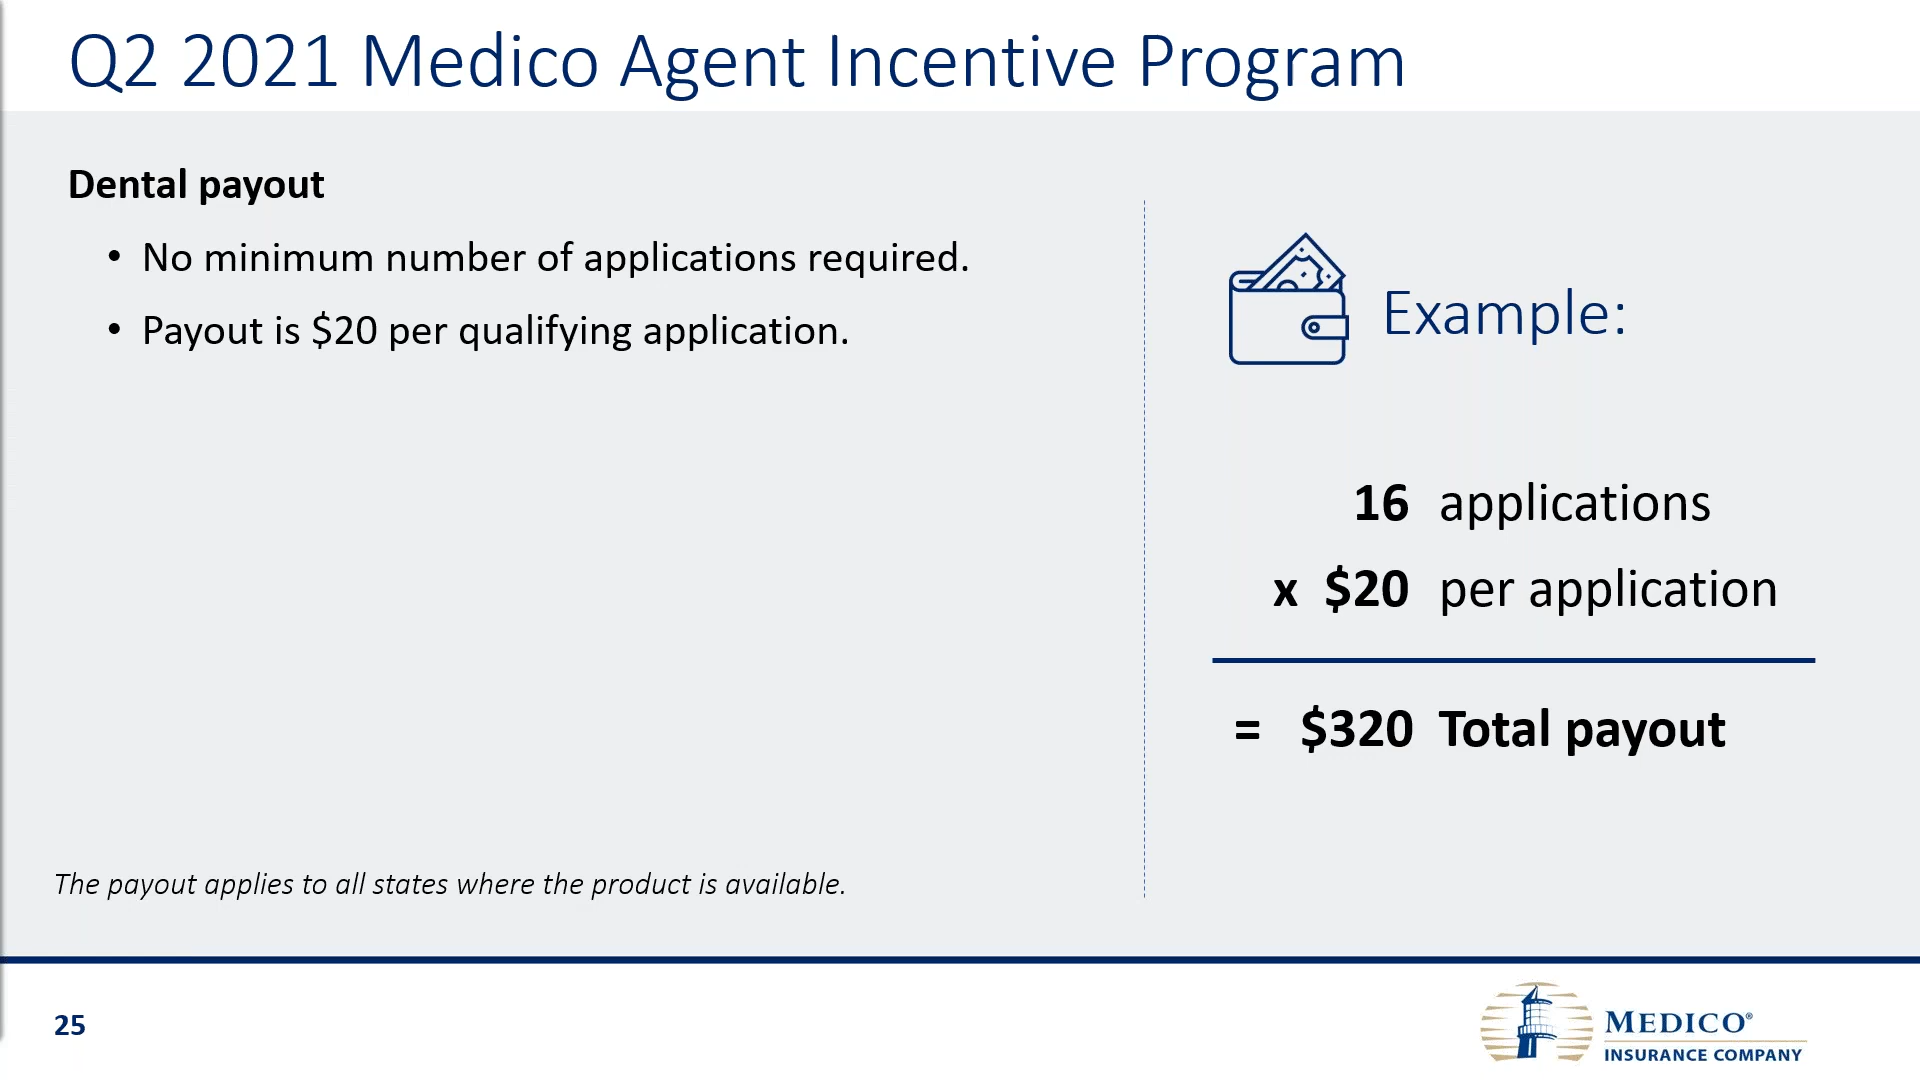 Q2 2021 Medico Agent Incentive Program
Dental payout
• No minimum number of applications required.
• Payout is $20 per qualifying application.
The payout applies to all states where the product is available.
Example:
16 applications
x $20 per application
= $320 Total payout
25
MEDICO®
INSURANCE COMPANY